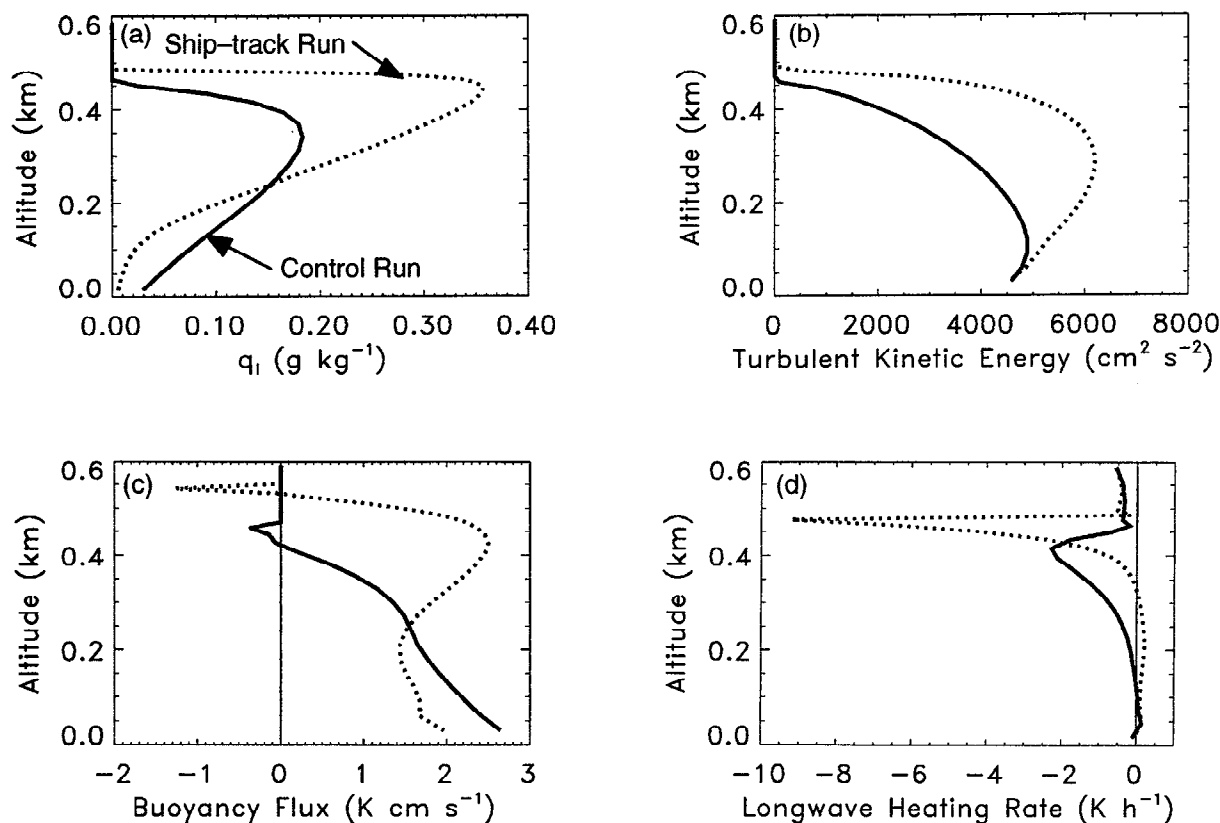 (a)
Ship–track Run
Control Run
0.6
0.4
0.2
0.0
Altitude (km)
0.00 0.10 0.20 0.30 0.40
q_l (g kg⁻¹)
(b)
0.6
0.4
0.2
0.0
Altitude (km)
0 2000 4000 6000 8000
Turbulent Kinetic Energy (cm² s⁻²)
(c)
0.6
0.4
0.2
0.0
Altitude (km)
−2 −1 0 1 2 3
Buoyancy Flux (K cm s⁻¹)
(d)
0.6
0.4
0.2
0.0
Altitude (km)
−10 −8 −6 −4 −2 0
Longwave Heating Rate (K h⁻¹)